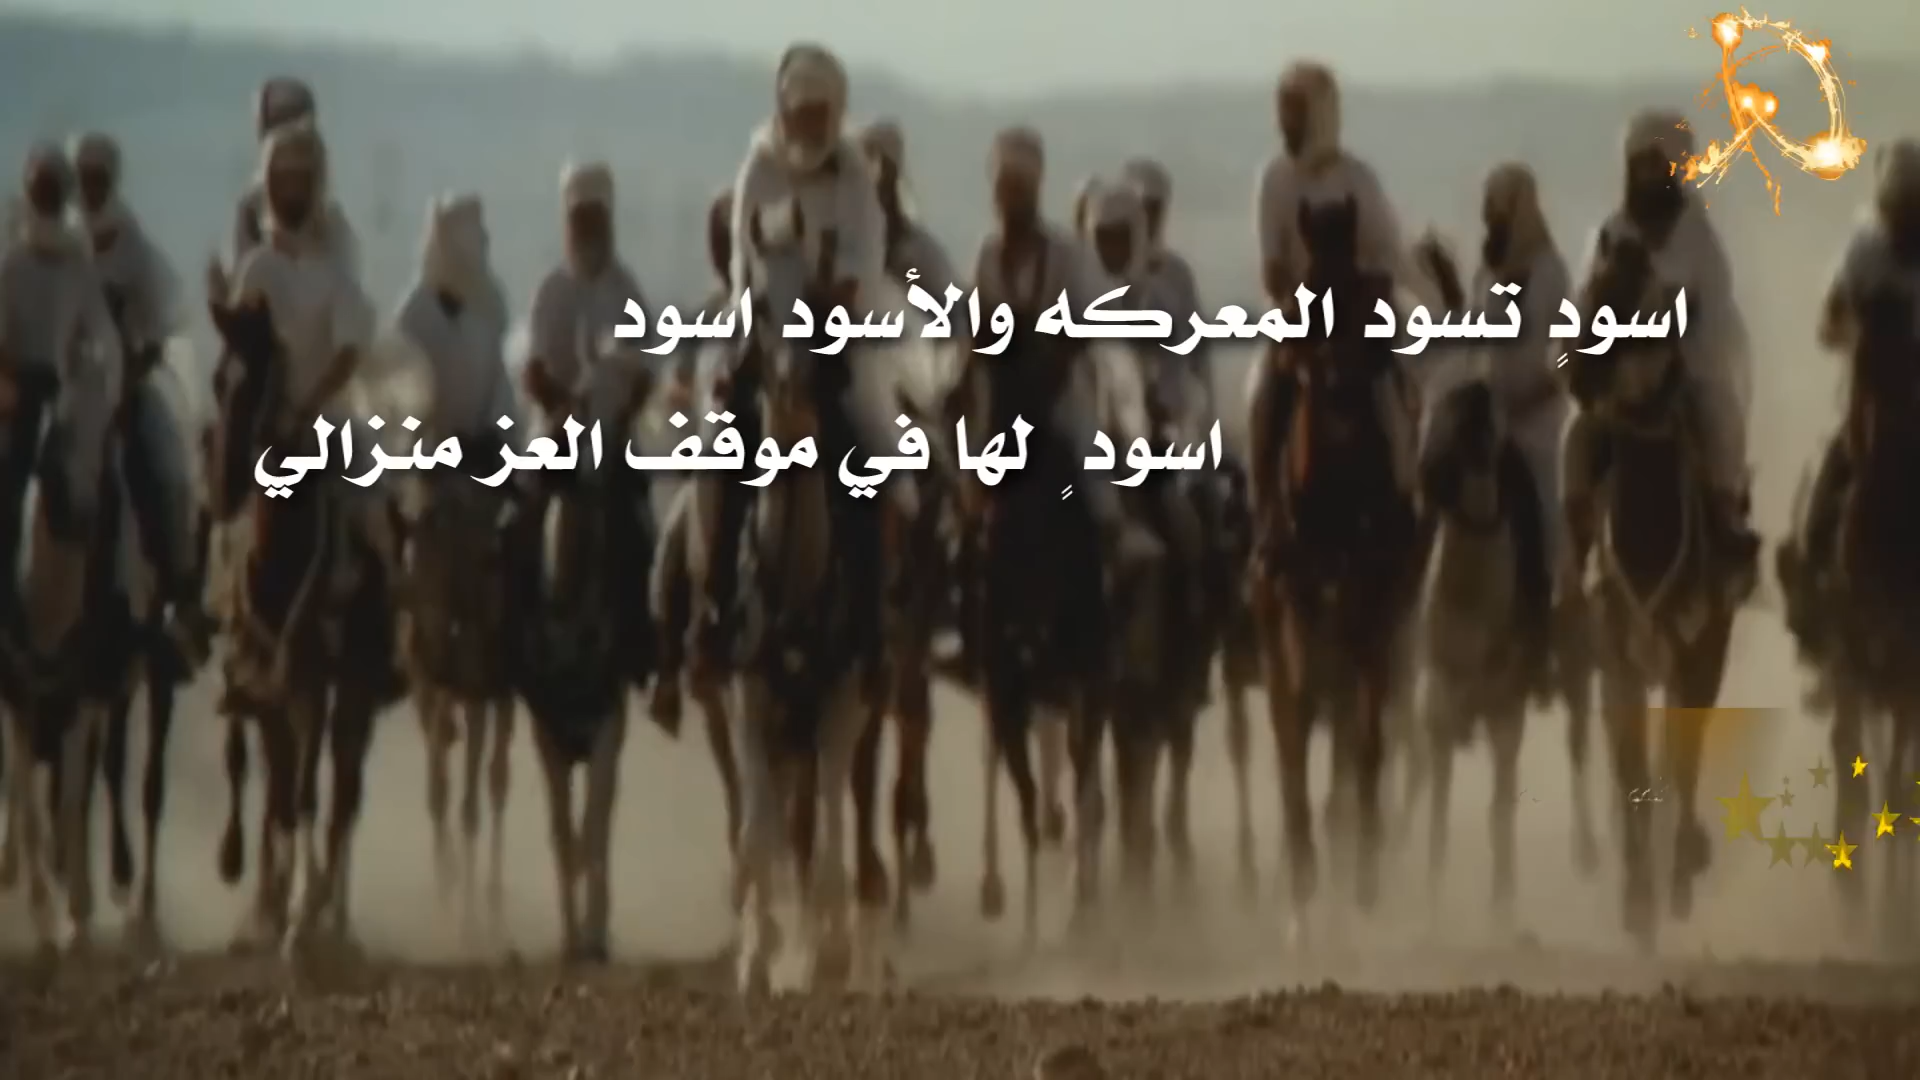 اسودٍ تسود المعركه والأسود اسود
اسود ٍ لها في موقف العز منزالي